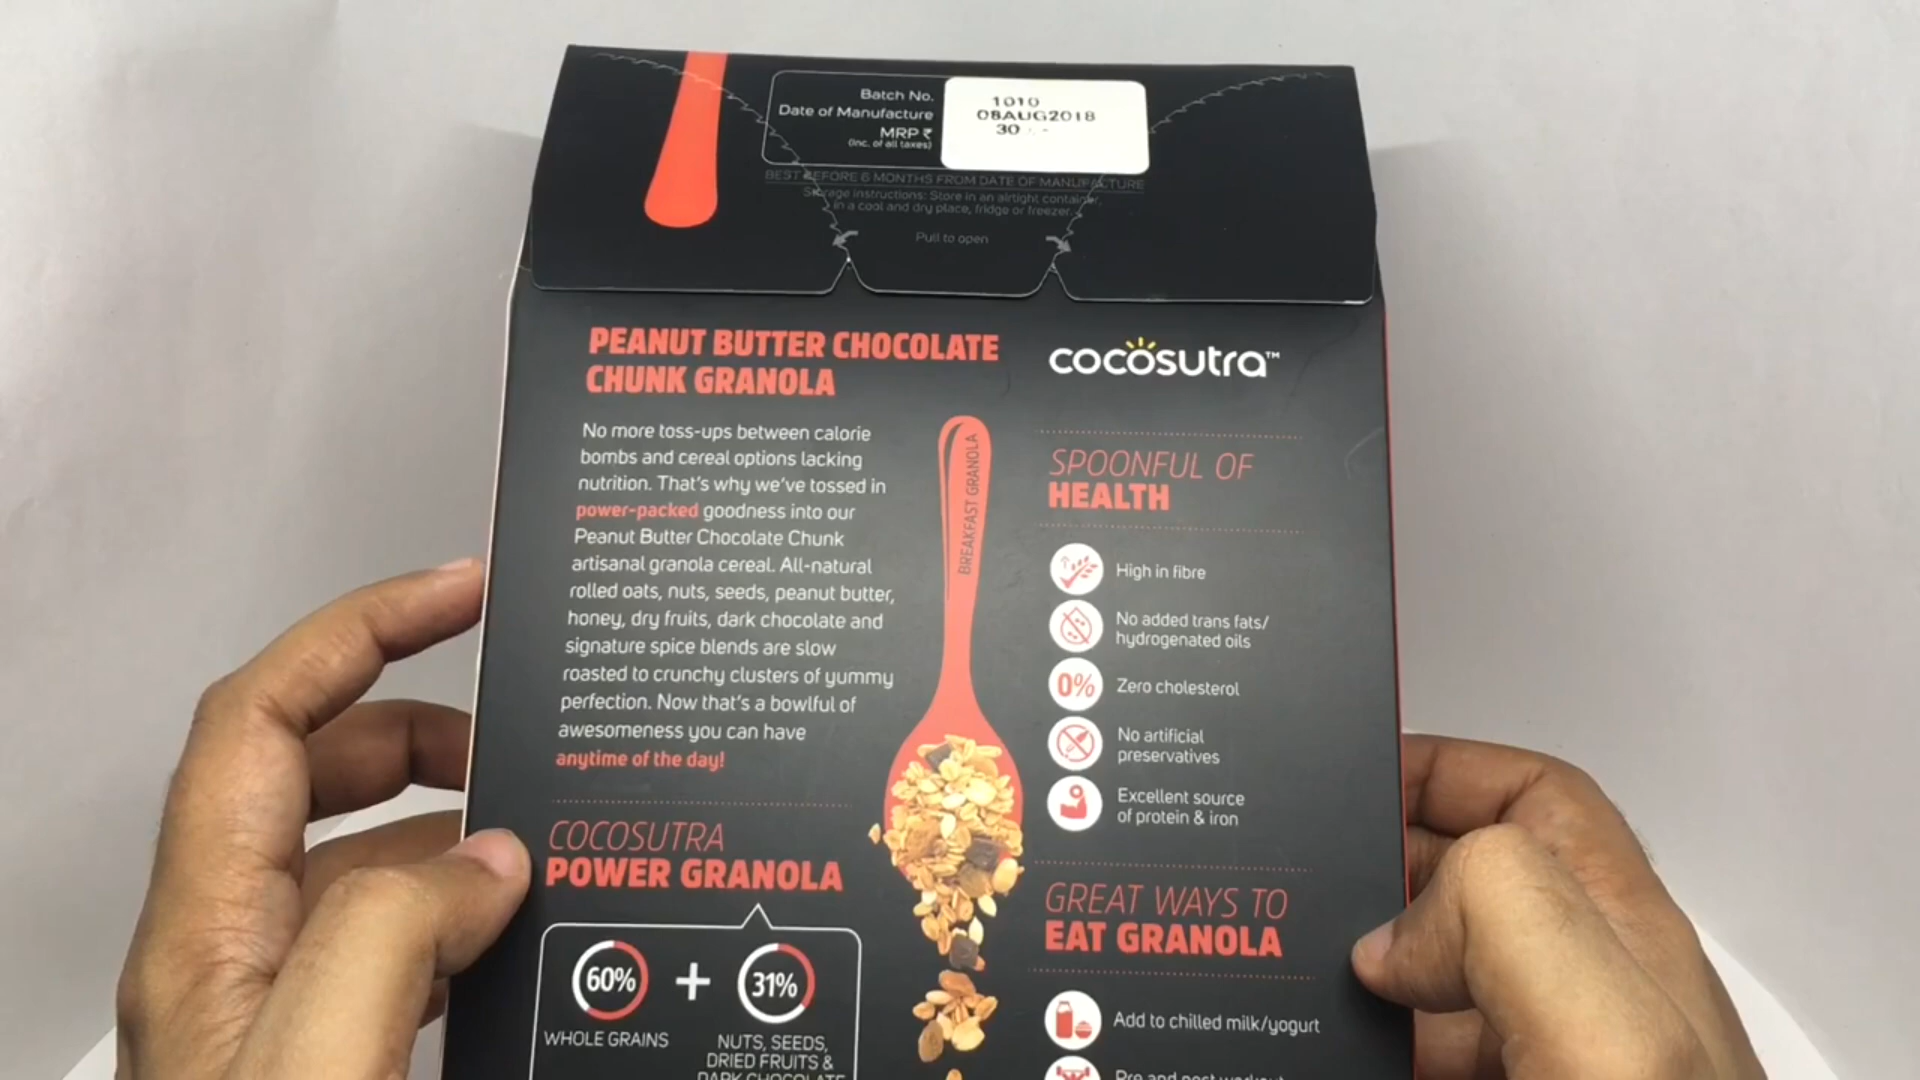 Batch No.
Date of Manufacture
MRP ₹
(Inc. of all taxes)
1010
08AUG2018
30
BEST BEFORE 6 MONTHS FROM DATE OF MANUFACTURE
Storage instructions: Store in an airtight container,
in a cool and dry place, fridge or freezer.
Pull to open
PEANUT BUTTER CHOCOLATE
CHUNK GRANOLA
No more toss-ups between calorie
bombs and cereal options lacking
nutrition. That's why we've tossed in
power-packed goodness into our
Peanut Butter Chocolate Chunk
artisanal granola cereal. All-natural
rolled oats, nuts, seeds, peanut butter,
honey, dry fruits, dark chocolate and
signature spice blends are slow
roasted to crunchy clusters of yummy
perfection. Now that's a bowlful of
awesomeness you can have
anytime of the day!
COCOSUTRA
POWER GRANOLA
60% + 31%
WHOLE GRAINS
NUTS, SEEDS,
DRIED FRUITS &
DARK CHOCOLATE
BREAKFAST GRANOLA
cocosutra™
SPOONFUL OF
HEALTH
High in fibre
No added trans fats/
hydrogenated oils
0% Zero cholesterol
No artificial
preservatives
Excellent source
of protein & iron
GREAT WAYS TO
EAT GRANOLA
Add to chilled milk/yogurt
Pre and post workout